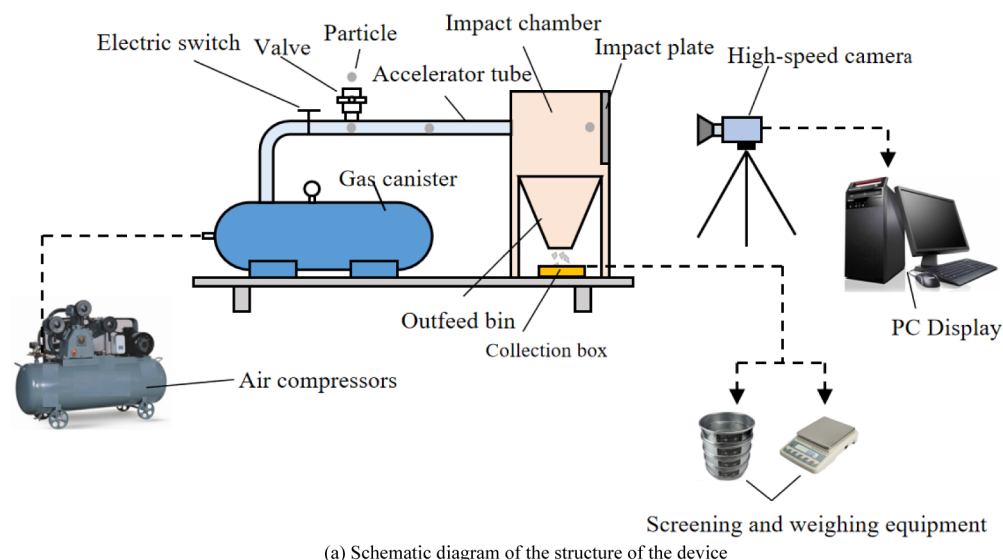 Electric switch
Valve
Particle
Accelerator tube
Impact chamber
Impact plate
High-speed camera
Gas canister
Outfeed bin
Collection box
PC Display
Air compressors
Screening and weighing equipment
(a) Schematic diagram of the structure of the device